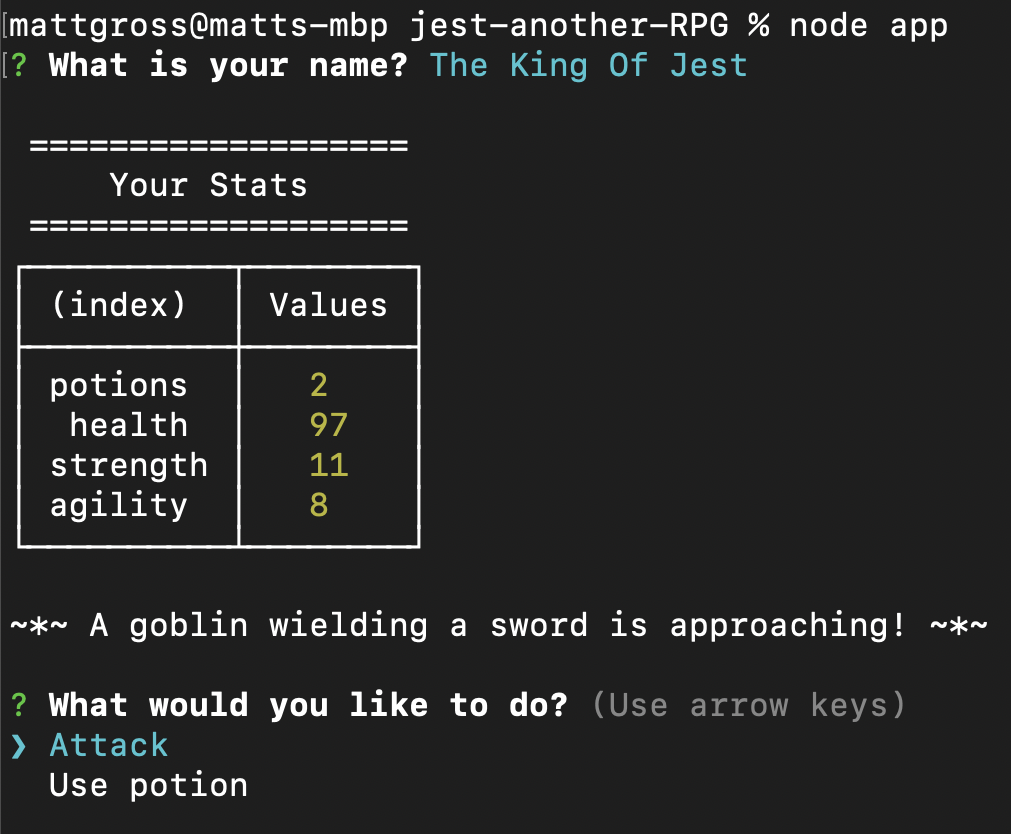 [mattgross@matts-mbp jest-another-RPG % node app
[? What is your name? The King Of Jest
===================
Your Stats
===================
(index) Values
potions 2
health 97
strength 11
agility 8
~*~ A goblin wielding a sword is approaching! ~*~
? What would you like to do? (Use arrow keys)
❯ Attack
Use potion